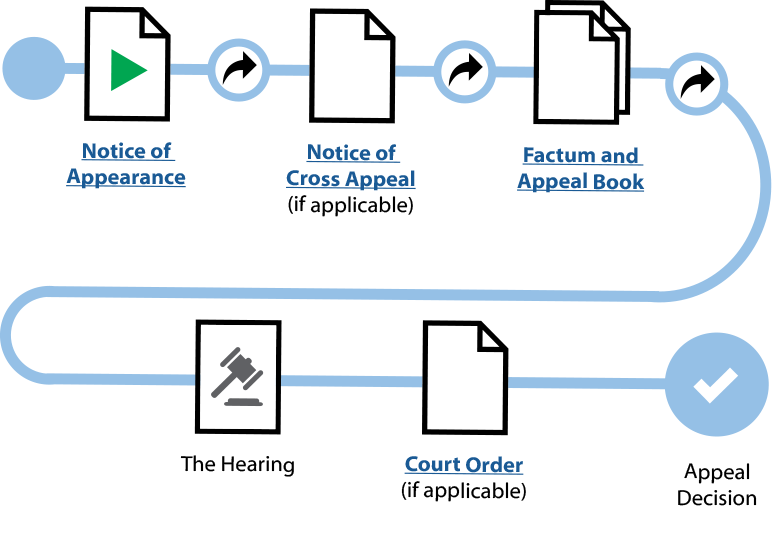 Notice of
Appearance
Notice of
Cross Appeal
(if applicable)
Factum and
Appeal Book
The Hearing
Court Order
(if applicable)
Appeal
Decision